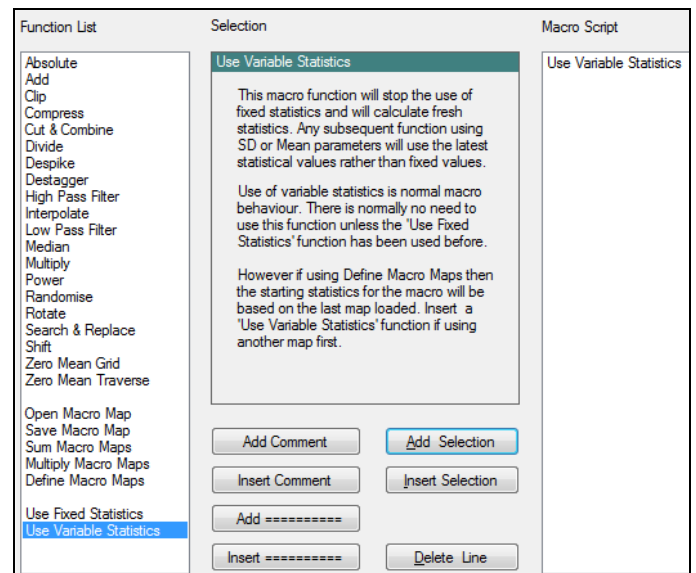 Function List
Selection
Macro Script
Absolute
Add
Clip
Compress
Cut & Combine
Divide
Despike
Destagger
High Pass Filter
Interpolate
Low Pass Filter
Median
Multiply
Power
Randomise
Rotate
Search & Replace
Shift
Zero Mean Grid
Zero Mean Traverse
Open Macro Map
Save Macro Map
Sum Macro Maps
Multiply Macro Maps
Define Macro Maps
Use Fixed Statistics
Use Variable Statistics
Use Variable Statistics
This macro function will stop the use of
fixed statistics and will calculate fresh
statistics. Any subsequent function using
SD or Mean parameters will use the latest
statistical values rather than fixed values.
Use of variable statistics is normal macro
behaviour. There is normally no need to
use this function unless the 'Use Fixed
Statistics' function has been used before.
However if using Define Macro Maps then
the starting statistics for the macro will be
based on the last map loaded. Insert a
'Use Variable Statistics' function if using
another map first.
Add Comment
Add Selection
Insert Comment
Insert Selection
Add ==========
Insert ==========
Delete Line
Use Variable Statistics